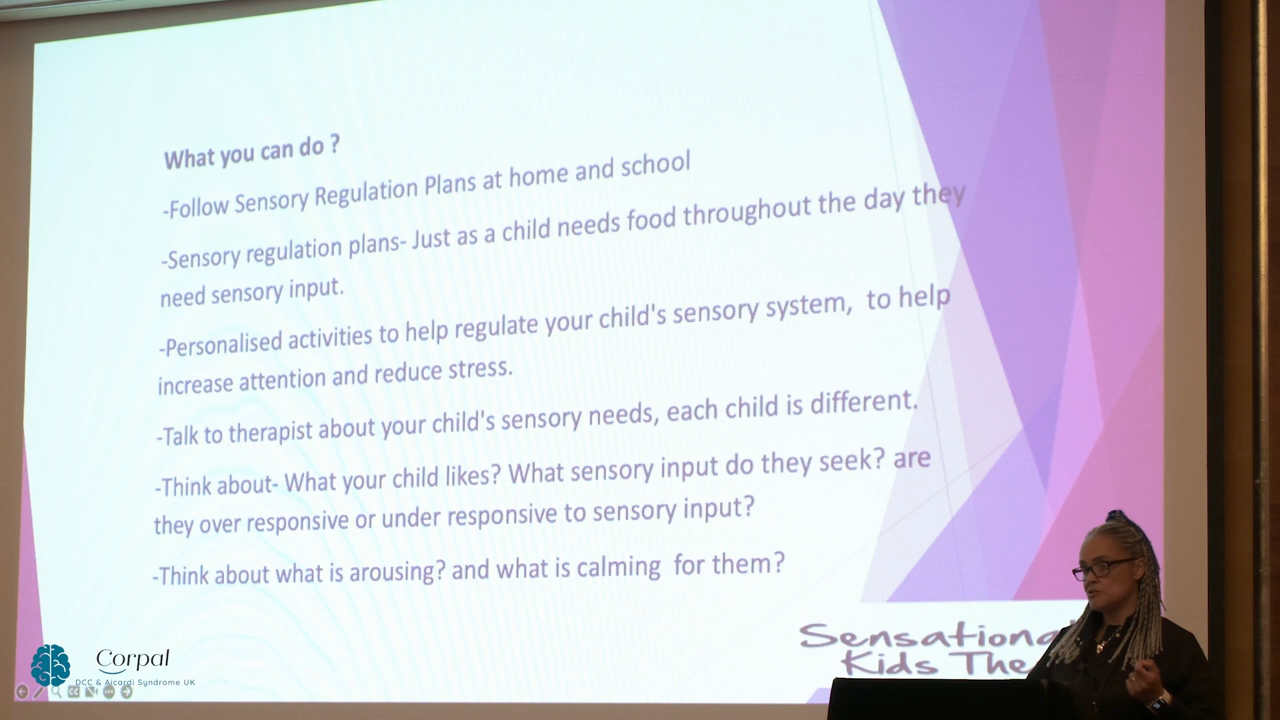 What you can do ?
-Follow Sensory Regulation Plans at home and school
-Sensory regulation plans- Just as a child needs food throughout the day they
need sensory input.
-Personalised activities to help regulate your child's sensory system,  to help
increase attention and reduce stress.
-Talk to therapist about your child's sensory needs, each child is different.
-Think about- What your child likes? What sensory input do they seek? are
they over responsive or under responsive to sensory input?
-Think about what is arousing? and what is calming  for them?
Sensationa
Kids The
Corpal
DCC & Aicardi Syndrome UK